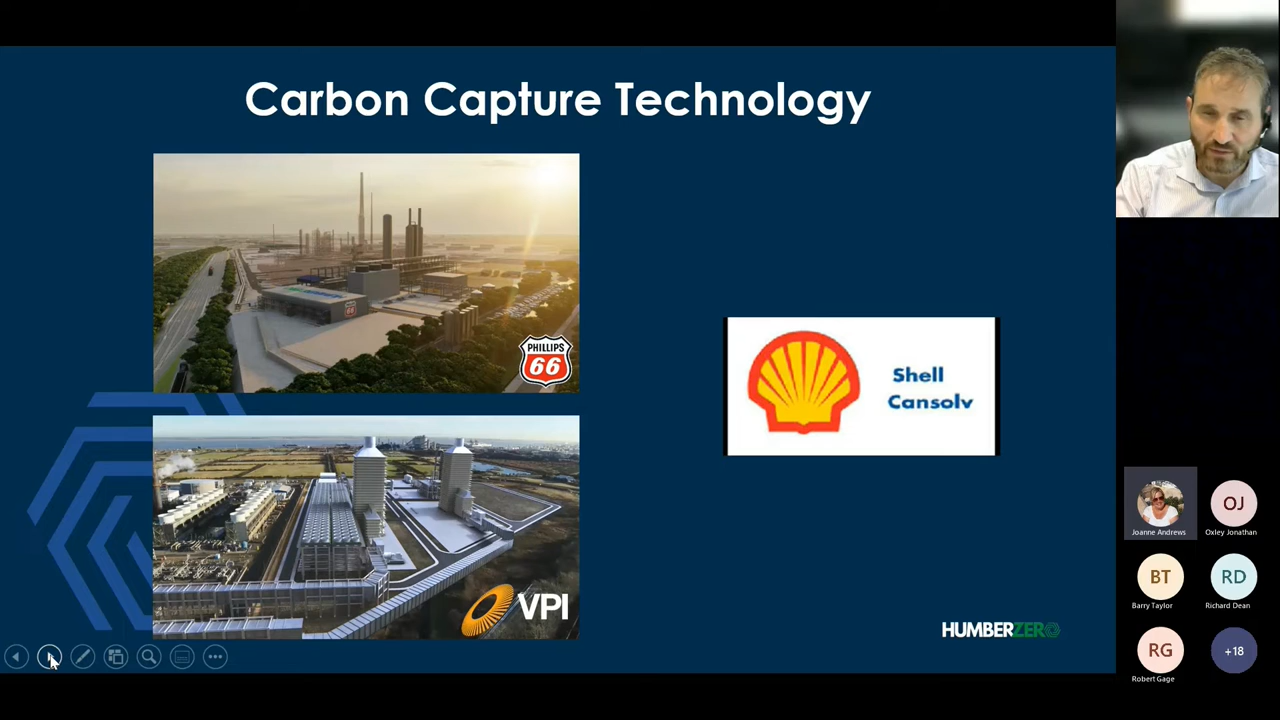 Carbon Capture Technology
66
PHILLIPS
66
Shell
Cansolv
VPI
HUMBERZERO
Joanne Andrews
OJ
Oxley Jonathan
BT
Barry Taylor
RD
Richard Dean
RG
Robert Gage
+18